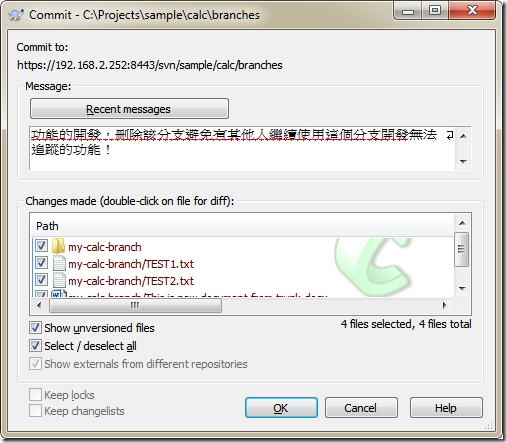 Commit - C:\Projects\sample\calc\branches
Commit to:
https://192.168.2.252:8443/svn/sample/calc/branches
Message:
Recent messages
功能的開發，刪除該分支避免有其他人繼續使用這個分支開發無法
追蹤的功能！
Changes made (double-click on file for diff):
Path
my-calc-branch
my-calc-branch/TEST1.txt
my-calc-branch/TEST2.txt
my-calc-branch/This is new document from trunk.docx
Show unversioned files
4 files selected, 4 files total
Select / deselect all
Show externals from different repositories
Keep locks
Keep changelists
OK
Cancel
Help